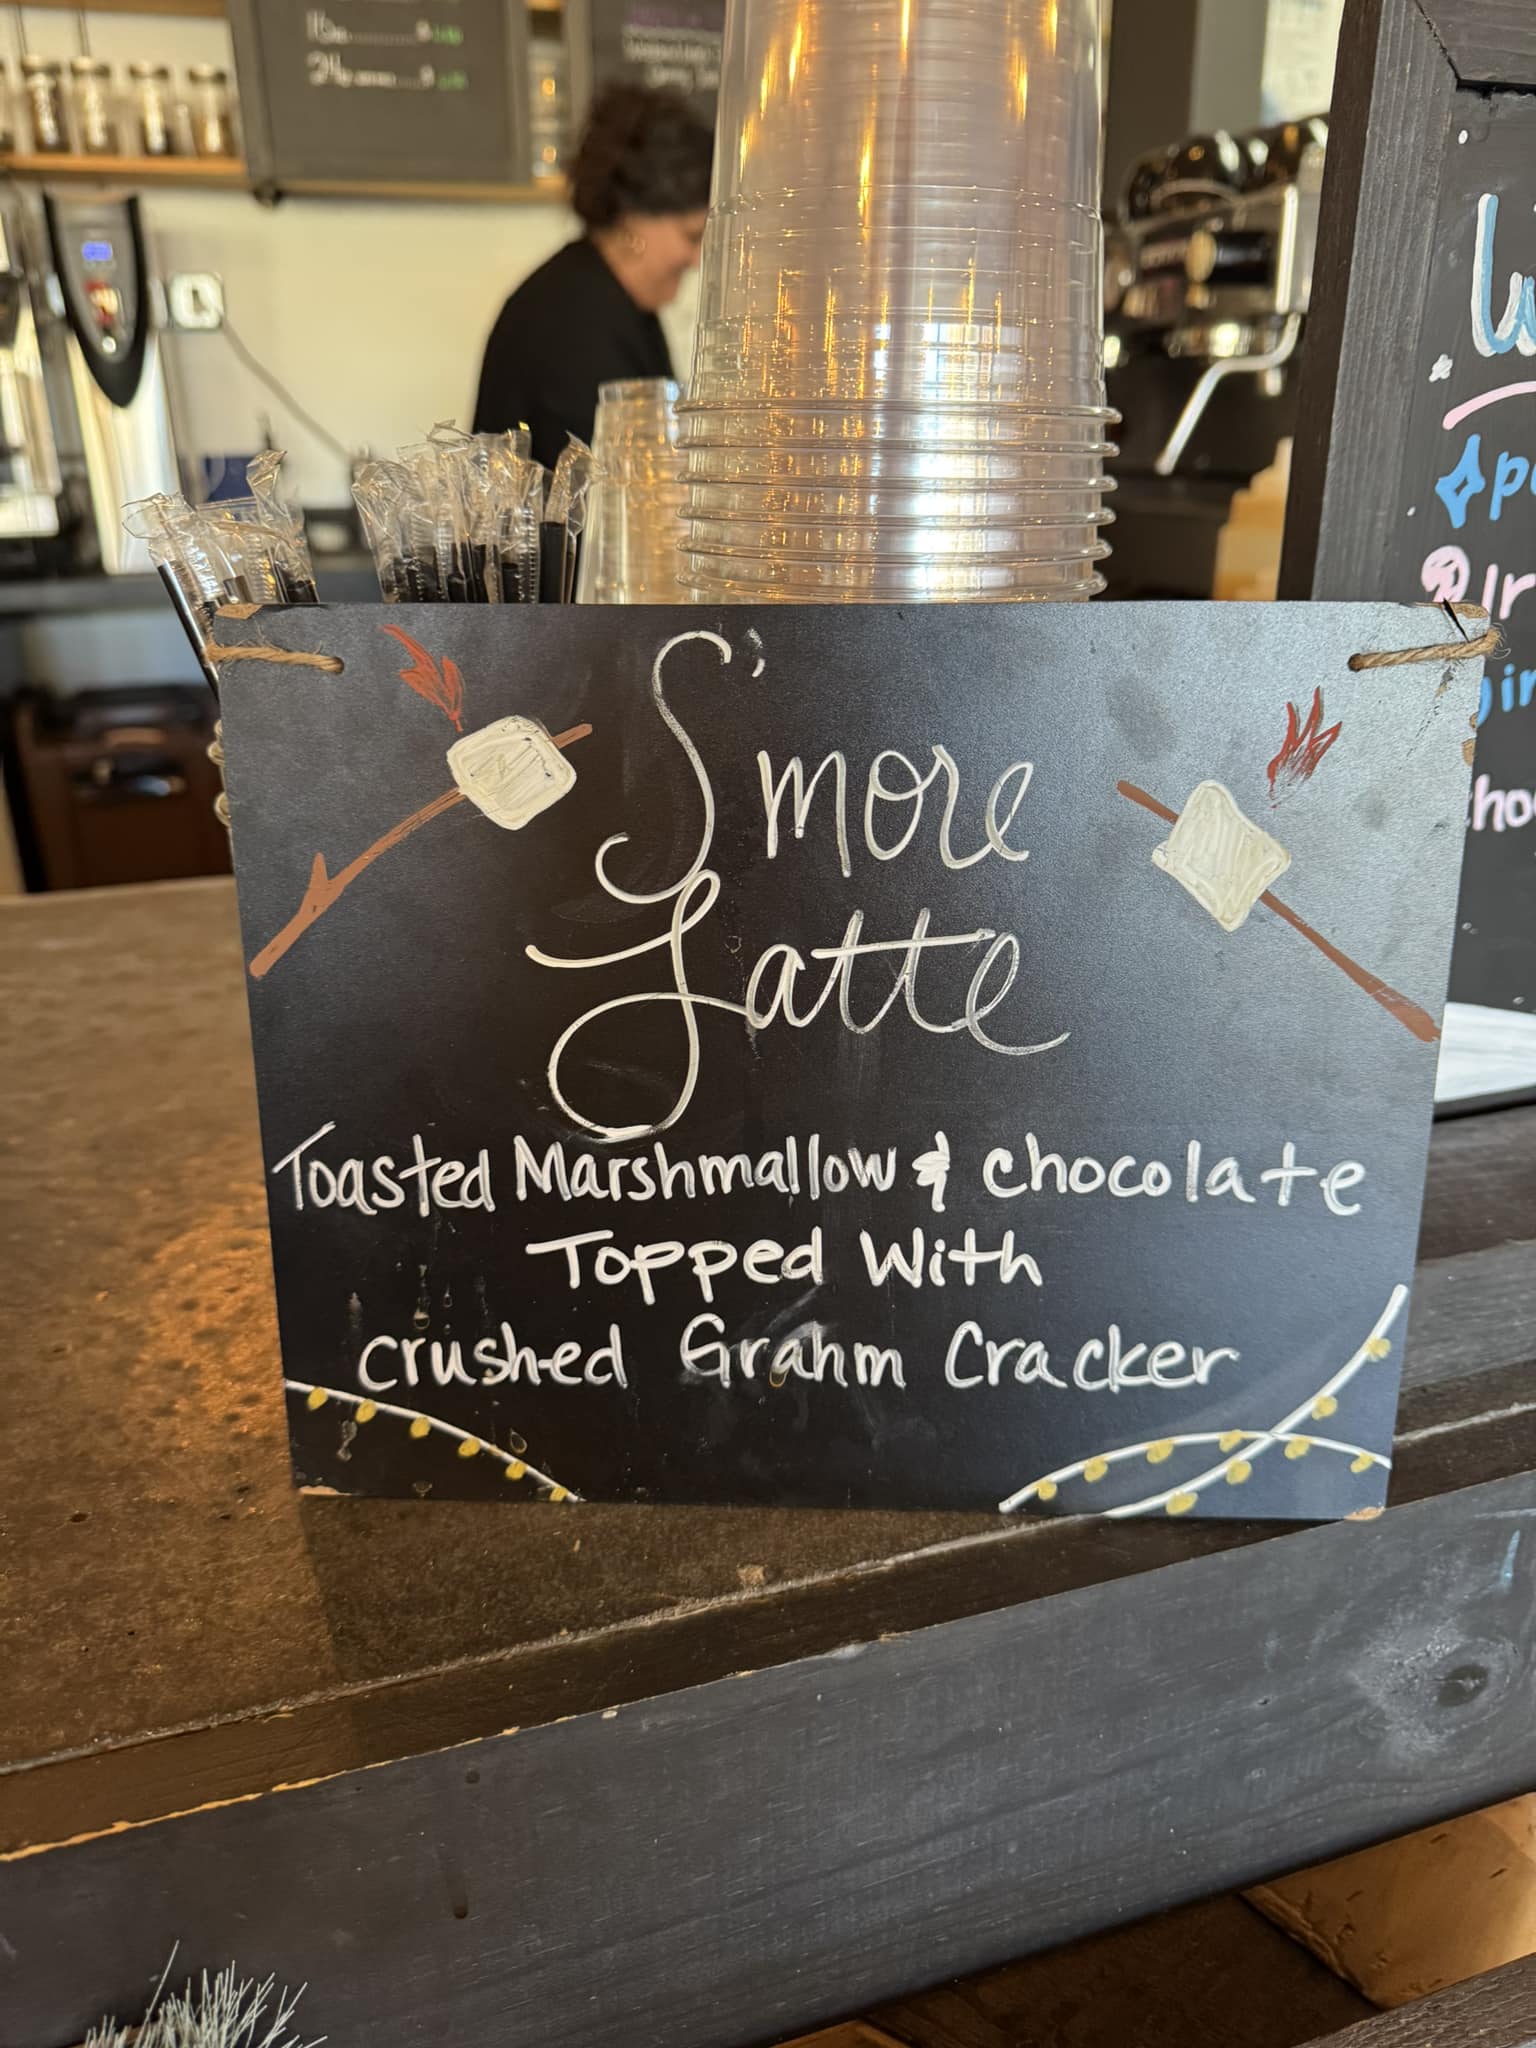 S'more
Latte
Toasted Marshmallow & chocolate
Topped With
crushed Grahm Cracker